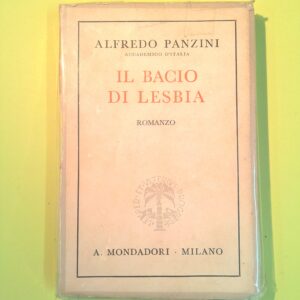 ALFREDO PANZINI
ACCADEMICO D'ITALIA
IL BACIO
DI LESBIA
ROMANZO
A. MONDADORI · MILANO